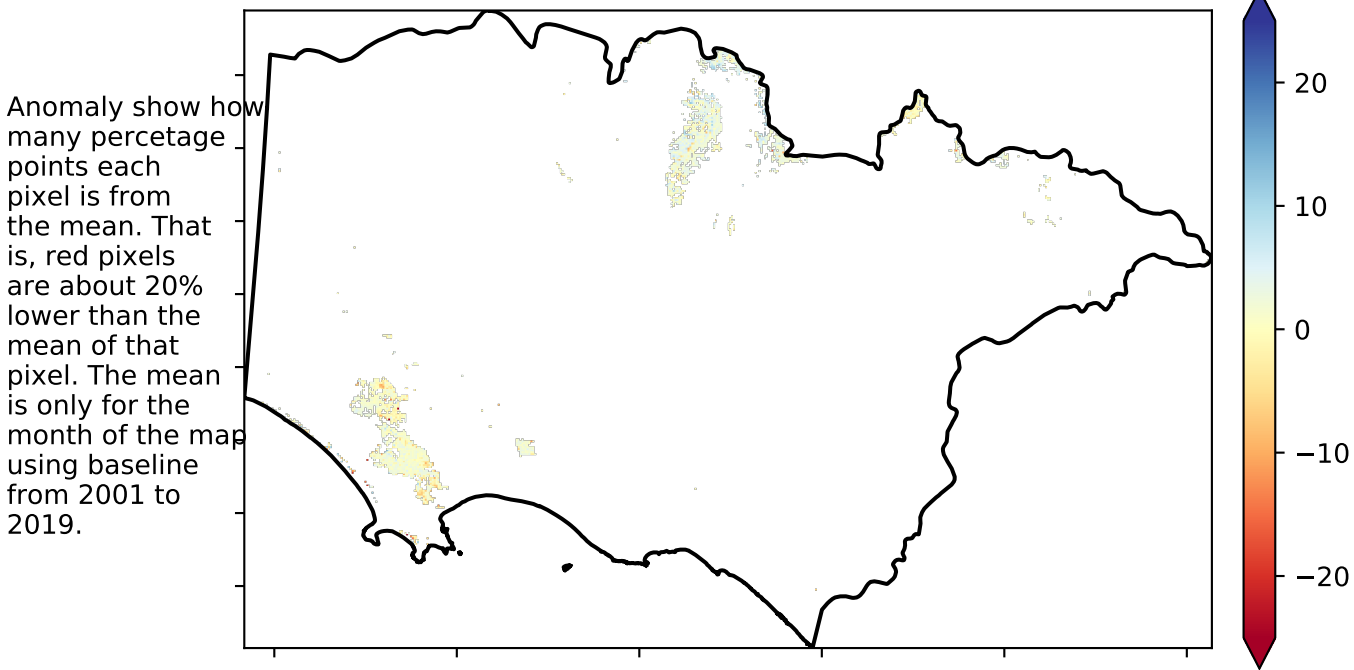 Anomaly show how
many percetage
points each
pixel is from
the mean. That
is, red pixels
are about 20%
lower than the
mean of that
pixel. The mean
is only for the
month of the map
using baseline
from 2001 to
2019.
20
10
0
−10
−20